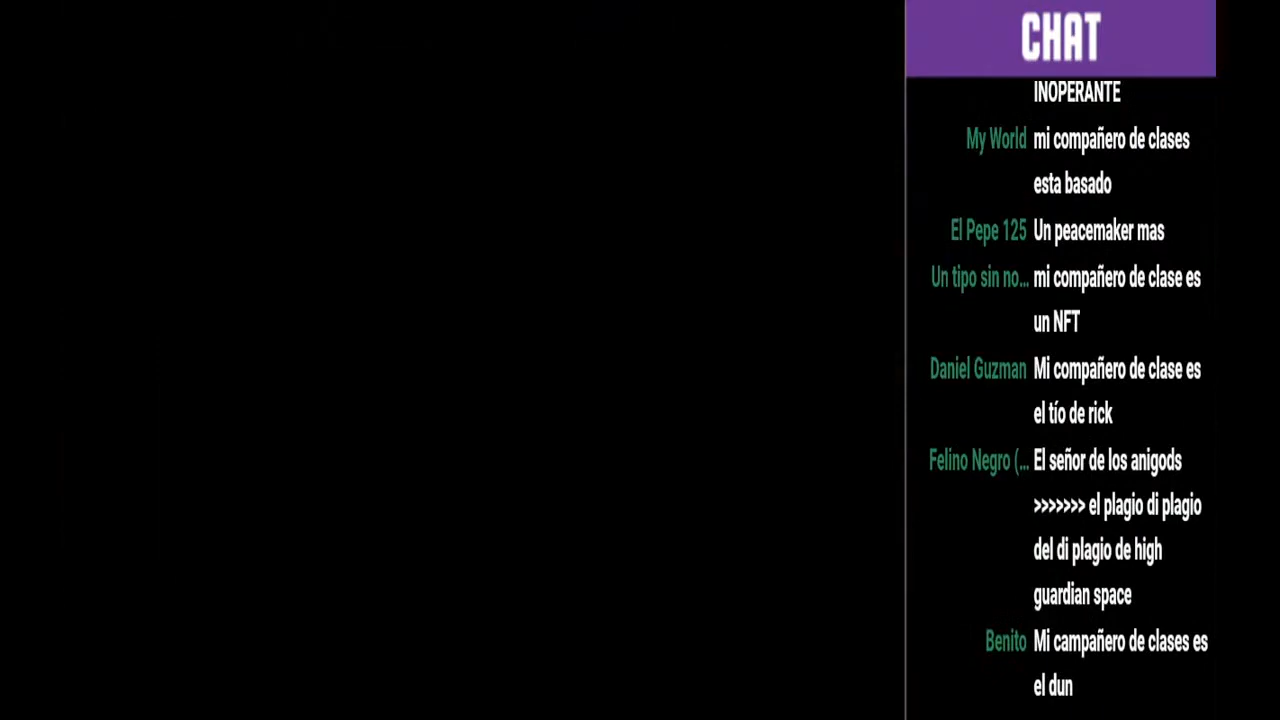 CHAT
INOPERANTE
My World mi compañero de clases
esta basado
El Pepe 125 Un peacemaker mas
Un tipo sin no... mi compañero de clase es
un NFT
Daniel Guzman Mi compañero de clase es
el tío de rick
Felino Negro (... El señor de los anigods
>>>>>>> el plagio di plagio
del di plagio de high
guardian space
Benito Mi campañero de clases es
el dun